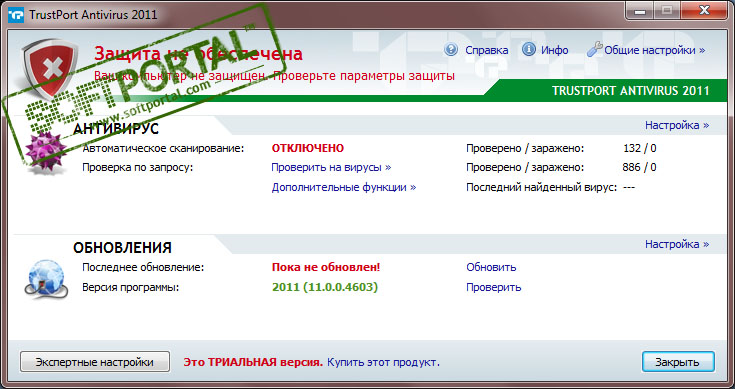 TrustPort Antivirus 2011
Защита не обеспечена
Справка Инфо Общие настройки »
Ваш компьютер не защищен. Проверьте параметры защиты
TRUSTPORT ANTIVIRUS 2011
SOFTPORTAL™
www.softportal.com
АНТИВИРУС Настройка »
Автоматическое сканирование: ОТКЛЮЧЕНО Проверено / заражено: 132 / 0
Проверка по запросу: Проверить на вирусы » Проверено / заражено: 886 / 0
Дополнительные функции » Последний найденный вирус: ---
ОБНОВЛЕНИЯ Настройка »
Последнее обновление: Пока не обновлен! Обновить
Версия программы: 2011 (11.0.0.4603) Проверить
Экспертные настройки Это ТРИАЛЬНАЯ версия. Купить этот продукт. Закрыть